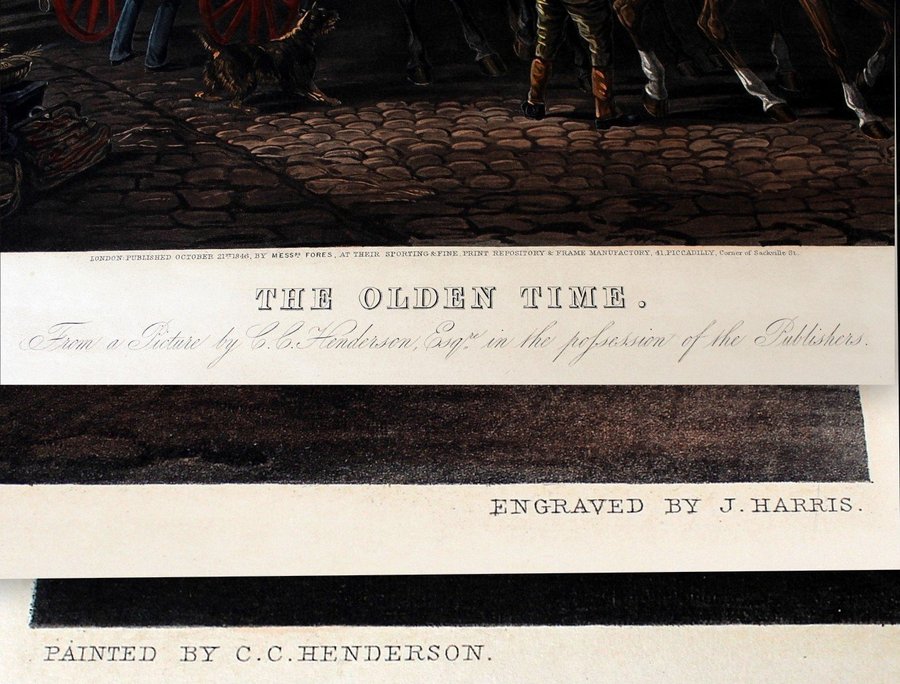 LONDON: PUBLISHED OCTOBER 21ST 1846, BY MESSRS. FORES, AT THEIR SPORTING & FINE, PRINT REPOSITORY & FRAME MANUFACTORY, 41, PICCADILLY, Corner of Sackville St.
THE OLDEN TIME.
From a Picture by C. C. Henderson, Esqre. in the poſsession of the Publishers.
ENGRAVED BY J. HARRIS.
PAINTED BY C. C. HENDERSON.